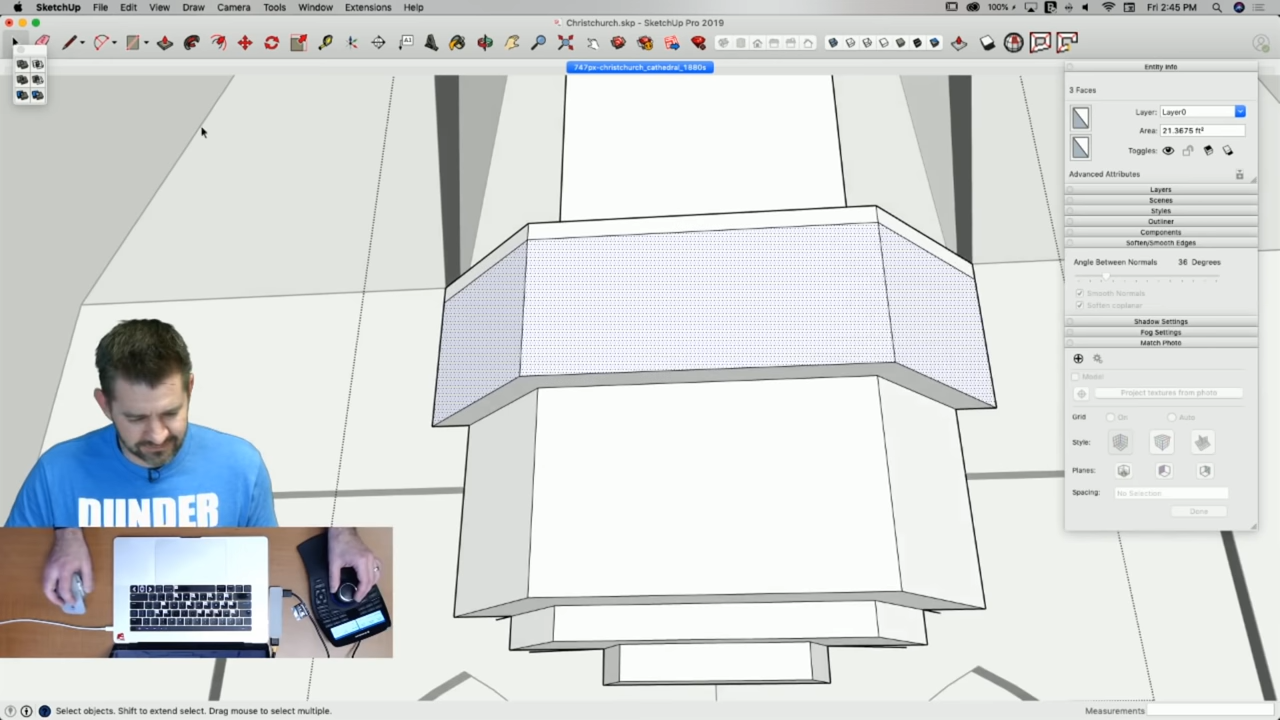 SketchUp File Edit View Draw Camera Tools Window Extensions Help
100% Fri 2:45 PM
Christchurch.skp - SketchUp Pro 2019
747px-christchurch_cathedral_1880s
Entity Info
3 Faces
Layer: Layer0
Area: 21.3675 ft²
Toggles:
Advanced Attributes
Layers
Scenes
Styles
Outliner
Components
Soften/Smooth Edges
Angle Between Normals 36 Degrees
Smooth Normals
Soften coplanar
Shadow Settings
Fog Settings
Match Photo
Model
Project textures from photo
Grid On Auto
Style:
Planes:
Spacing: No Selection
Done
DUNDER
Select objects. Shift to extend select. Drag mouse to select multiple.
Measurements